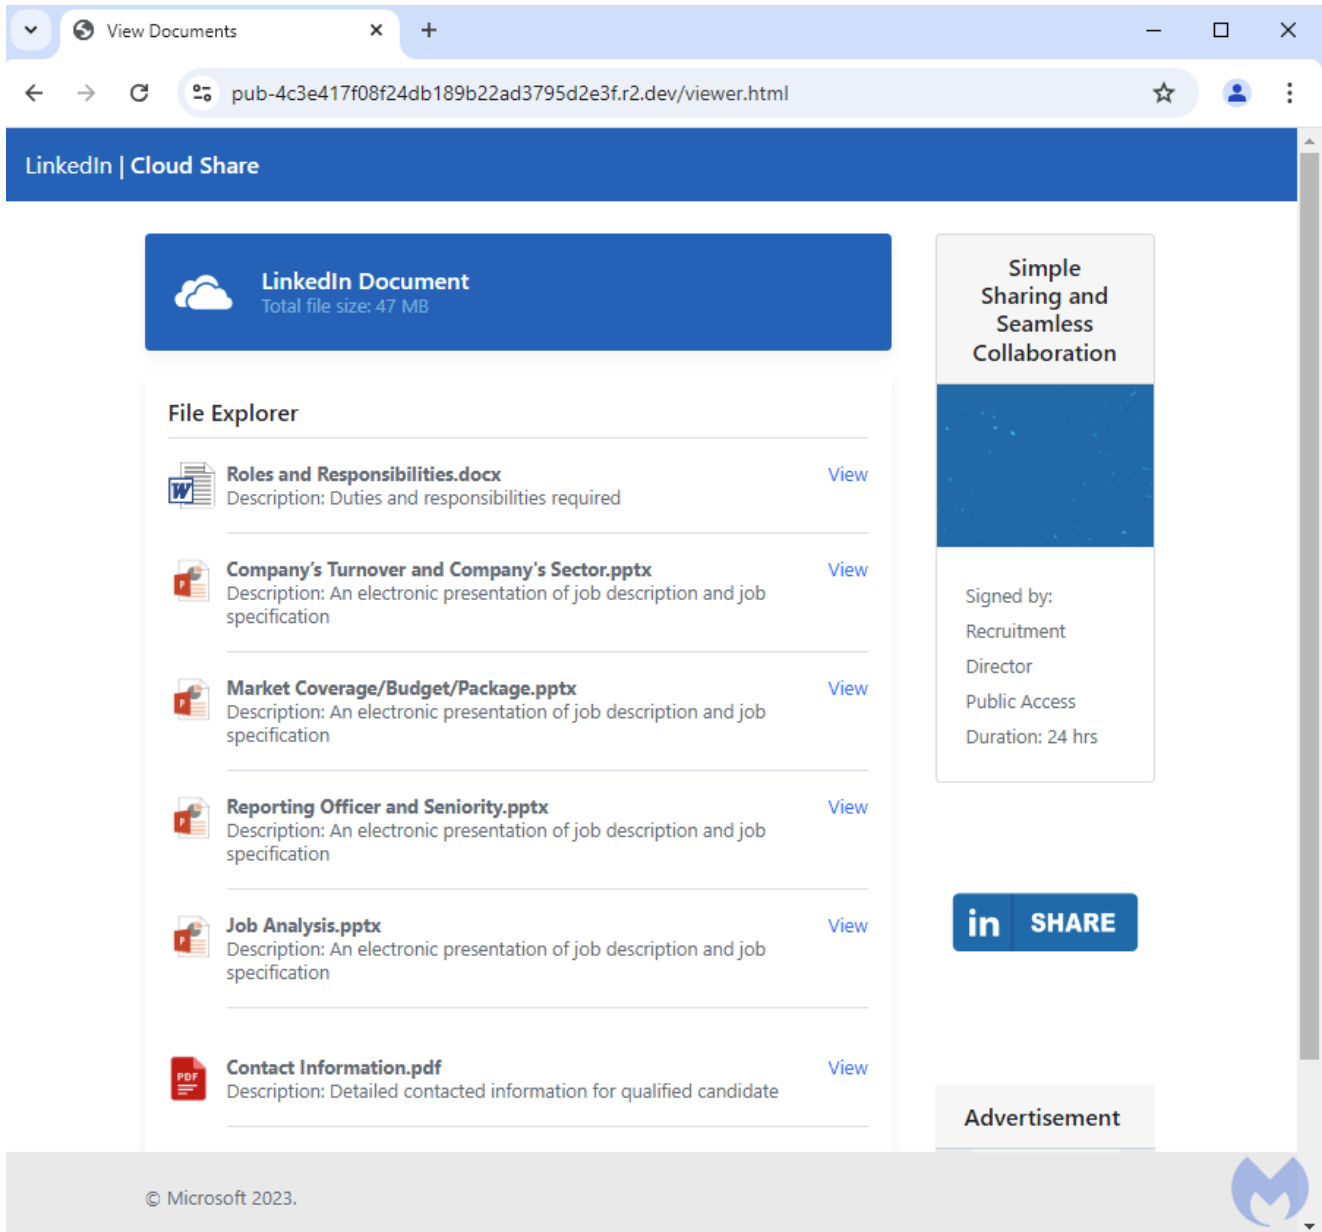 View Documents
pub-4c3e417f08f24db189b22ad3795d2e3f.r2.dev/viewer.html
LinkedIn | Cloud Share
LinkedIn Document
Total file size: 47 MB
File Explorer
Roles and Responsibilities.docx
View
Description: Duties and responsibilities required
Company’s Turnover and Company's Sector.pptx
View
Description: An electronic presentation of job description and job
specification
Market Coverage/Budget/Package.pptx
View
Description: An electronic presentation of job description and job
specification
Reporting Officer and Seniority.pptx
View
Description: An electronic presentation of job description and job
specification
Job Analysis.pptx
View
Description: An electronic presentation of job description and job
specification
PDF
Contact Information.pdf
View
Description: Detailed contacted information for qualified candidate
Simple
Sharing and
Seamless
Collaboration
Signed by:
Recruitment
Director
Public Access
Duration: 24 hrs
in SHARE
Advertisement
© Microsoft 2023.